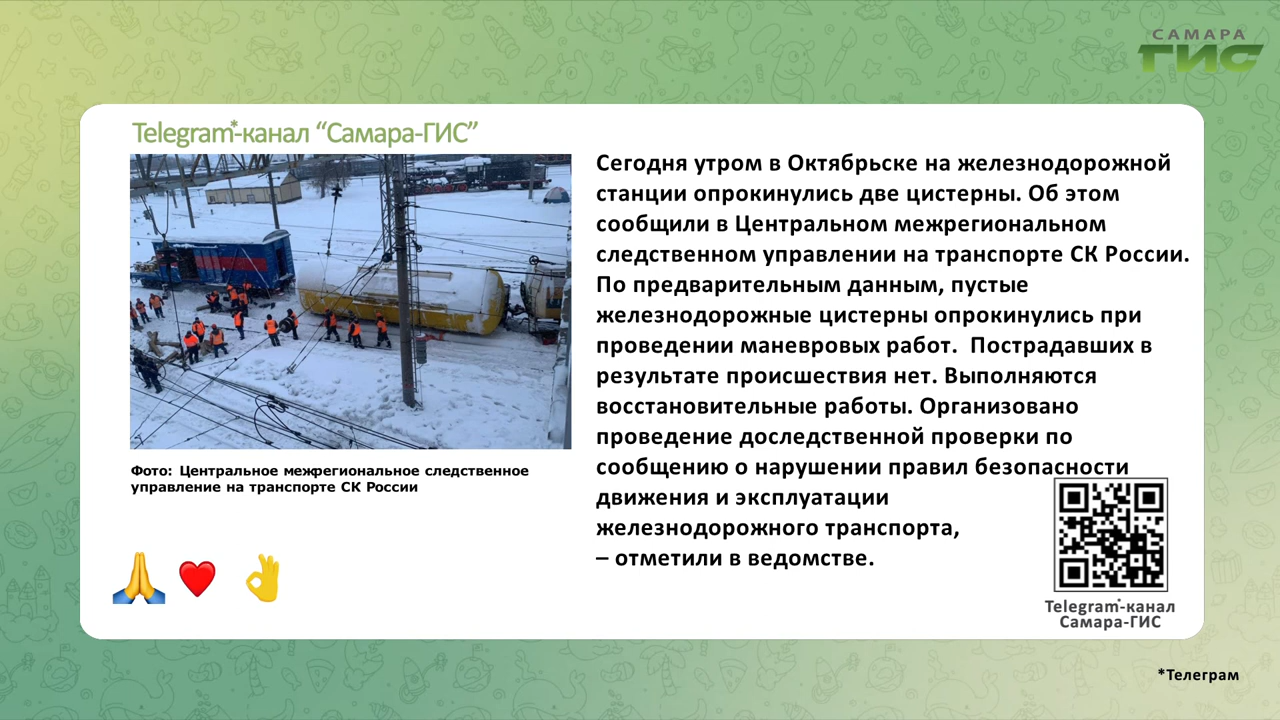 САМАРА
ГИС
Telegram*-канал “Самара-ГИС”
Сегодня утром в Октябрьске на железнодорожной
станции опрокинулись две цистерны. Об этом
сообщили в Центральном межрегиональном
следственном управлении на транспорте СК России.
По предварительным данным, пустые
железнодорожные цистерны опрокинулись при
проведении маневровых работ. Пострадавших в
результате происшествия нет. Выполняются
восстановительные работы. Организовано
проведение доследственной проверки по
сообщению о нарушении правил безопасности
движения и эксплуатации
железнодорожного транспорта,
– отметили в ведомстве.
Фото: Центральное межрегиональное следственное
управление на транспорте СК России
Telegram*-канал
Самара-ГИС
*Телеграм